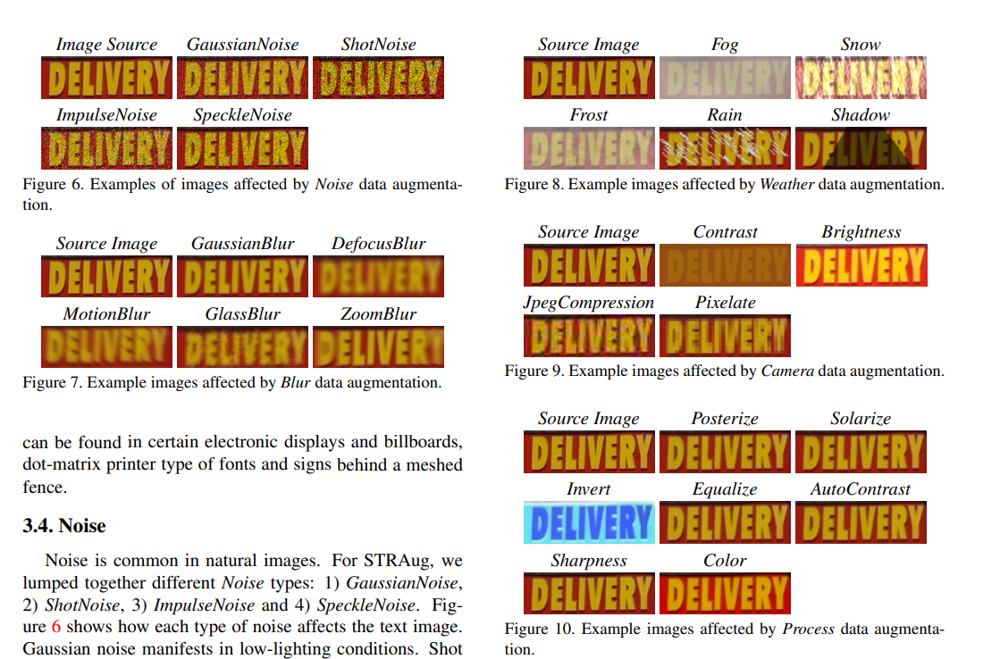 Image Source GaussianNoise ShotNoise
DELIVERY DELIVERY DELIVERY
ImpulseNoise SpeckleNoise
DELIVERY DELIVERY
Figure 6. Examples of images affected by Noise data augmenta-
tion.
Source Image GaussianBlur DefocusBlur
DELIVERY DELIVERY DELIVERY
MotionBlur GlassBlur ZoomBlur
DELIVERY DELIVERY DELIVERY
Figure 7. Example images affected by Blur data augmentation.
can be found in certain electronic displays and billboards,
dot-matrix printer type of fonts and signs behind a meshed
fence.
3.4. Noise
Noise is common in natural images. For STRAug, we
lumped together different Noise types: 1) GaussianNoise,
2) ShotNoise, 3) ImpulseNoise and 4) SpeckleNoise. Fig-
ure 6 shows how each type of noise affects the text image.
Gaussian noise manifests in low-lighting conditions. Shot
Source Image Fog Snow
DELIVERY DELIVERY DELIVERY
Frost Rain Shadow
DELIVERY DELIVERY DELIVERY
Figure 8. Example images affected by Weather data augmentation.
Source Image Contrast Brightness
DELIVERY DELIVERY DELIVERY
JpegCompression Pixelate
DELIVERY DELIVERY
Figure 9. Example images affected by Camera data augmentation.
Source Image Posterize Solarize
DELIVERY DELIVERY DELIVERY
Invert Equalize AutoContrast
DELIVERY DELIVERY DELIVERY
Sharpness Color
DELIVERY DELIVERY
Figure 10. Example images affected by Process data augmenta-
tion.